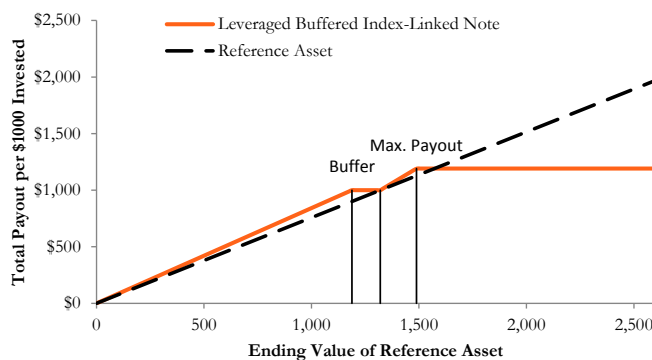 Total Payout per $1000 Invested
$2,500
$2,000
$1,500
$1,000
$500
$0
Leveraged Buffered Index-Linked Note
Reference Asset
Max. Payout
Buffer
0
500
1,000
1,500
2,000
2,500
Ending Value of Reference Asset